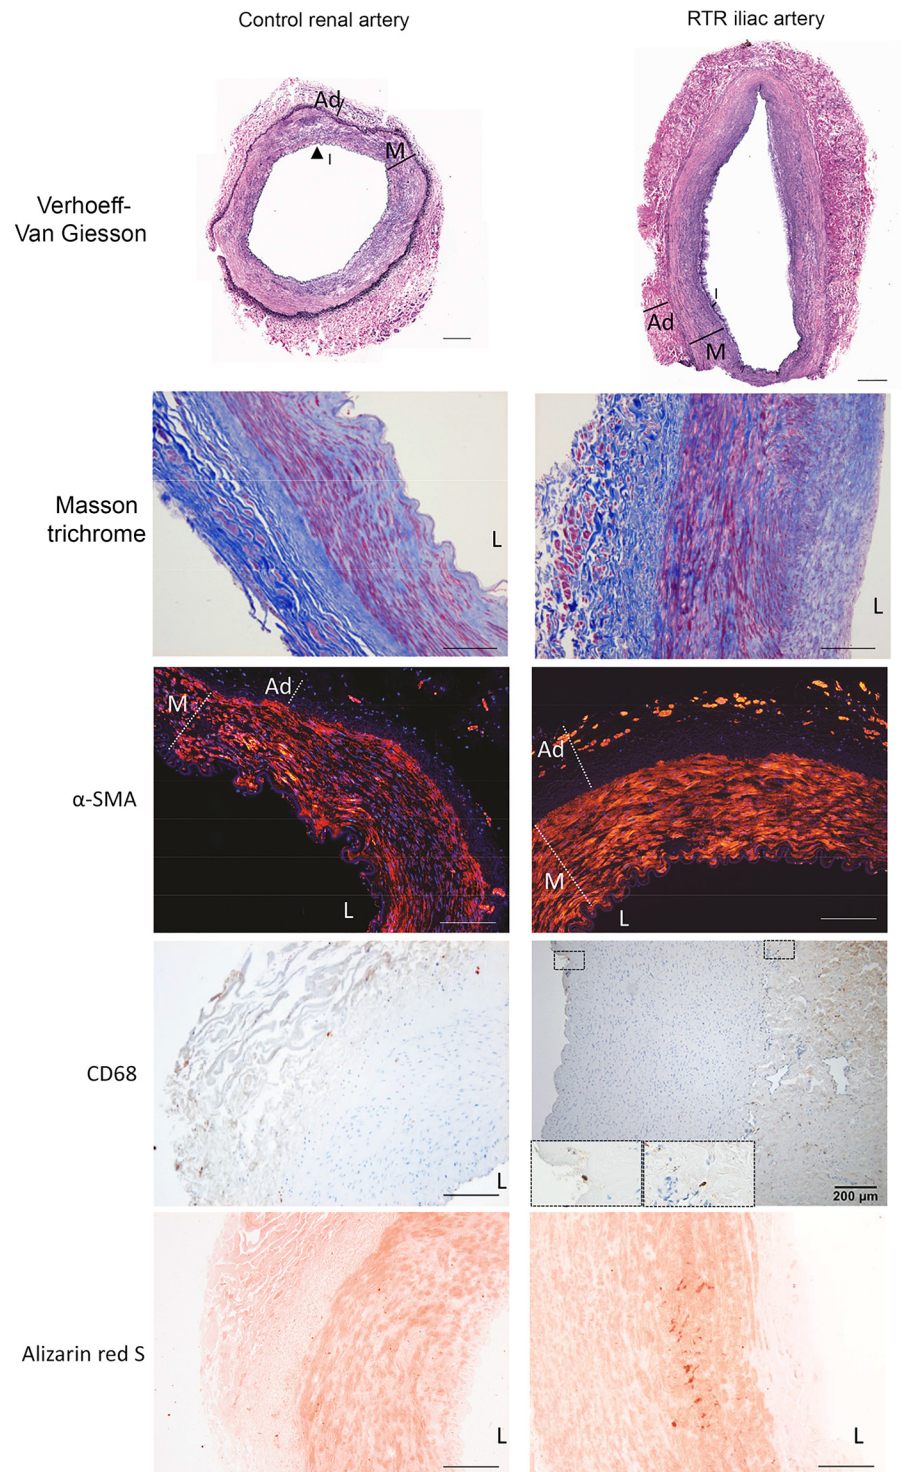 Control renal artery
RTR iliac artery
Verhoeff-
Van Giesson
Ad
M
I
I
Ad
M
Masson
trichrome
L
L
α-SMA
M
Ad
L
Ad
M
L
CD68
L
200 µm
Alizarin red S
L
L